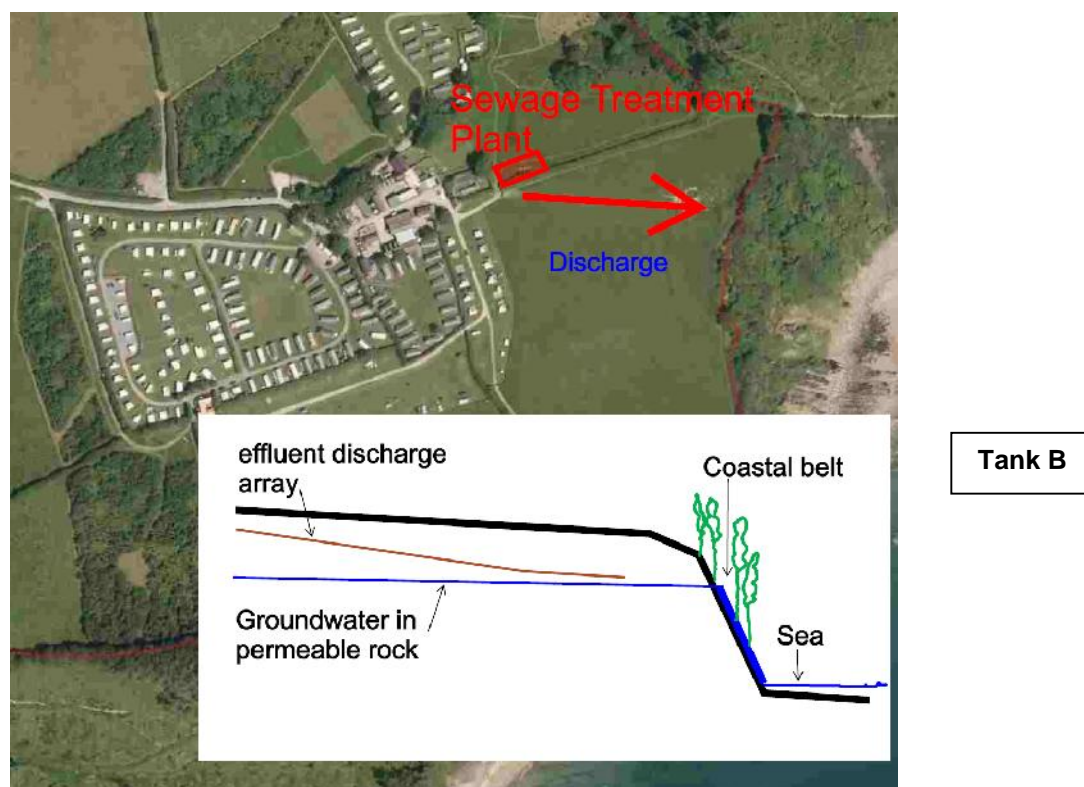 Sewage Treatment
Plant
Discharge
effluent discharge
array
Coastal belt
Groundwater in
permeable rock
Sea
Tank B